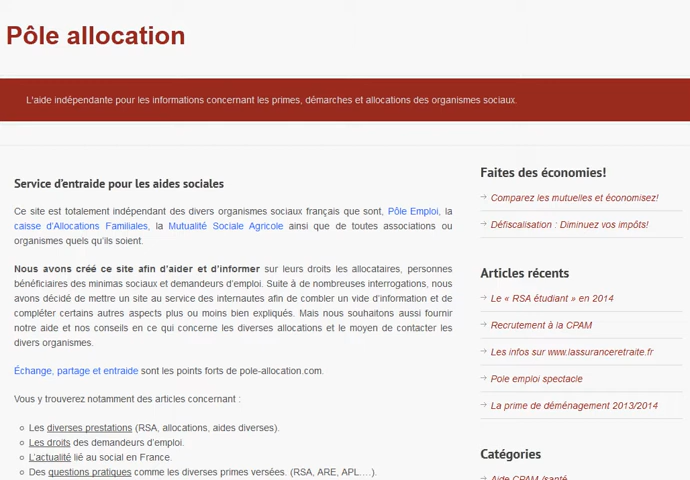 Pôle allocation
L'aide indépendante pour les informations concernant les primes, démarches et allocations des organismes sociaux.
Service d'entraide pour les aides sociales
Ce site est totalement indépendant des divers organismes sociaux français que sont, Pôle Emploi, la
caisse d'Allocations Familiales, la Mutualité Sociale Agricole ainsi que de toutes associations ou
organismes quels qu'ils soient.
Nous avons créé ce site afin d'aider et d'informer sur leurs droits les allocataires, personnes
bénéficiaires des minimas sociaux et demandeurs d'emploi. Suite à de nombreuses interrogations, nous
avons décidé de mettre un site au service des internautes afin de combler un vide d'information et de
compléter certains autres aspects plus ou moins bien expliqués. Mais nous souhaitons aussi fournir
notre aide et nos conseils en ce qui concerne les diverses allocations et le moyen de contacter les
divers organismes.
Échange, partage et entraide sont les points forts de pole-allocation.com.
Vous y trouverez notamment des articles concernant :
Les diverses prestations (RSA, allocations, aides diverses).
Les droits des demandeurs d'emploi.
L'actualité lié au social en France.
Des questions pratiques comme les diverses primes versées. (RSA, ARE, APL….).
Faites des économies!
Comparez les mutuelles et économisez!
Défiscalisation : Diminuez vos impôts!
Articles récents
Le « RSA étudiant » en 2014
Recrutement à la CPAM
Les infos sur www.lassuranceretraite.fr
Pole emploi spectacle
La prime de déménagement 2013/2014
Catégories
Aide CPAM /santé